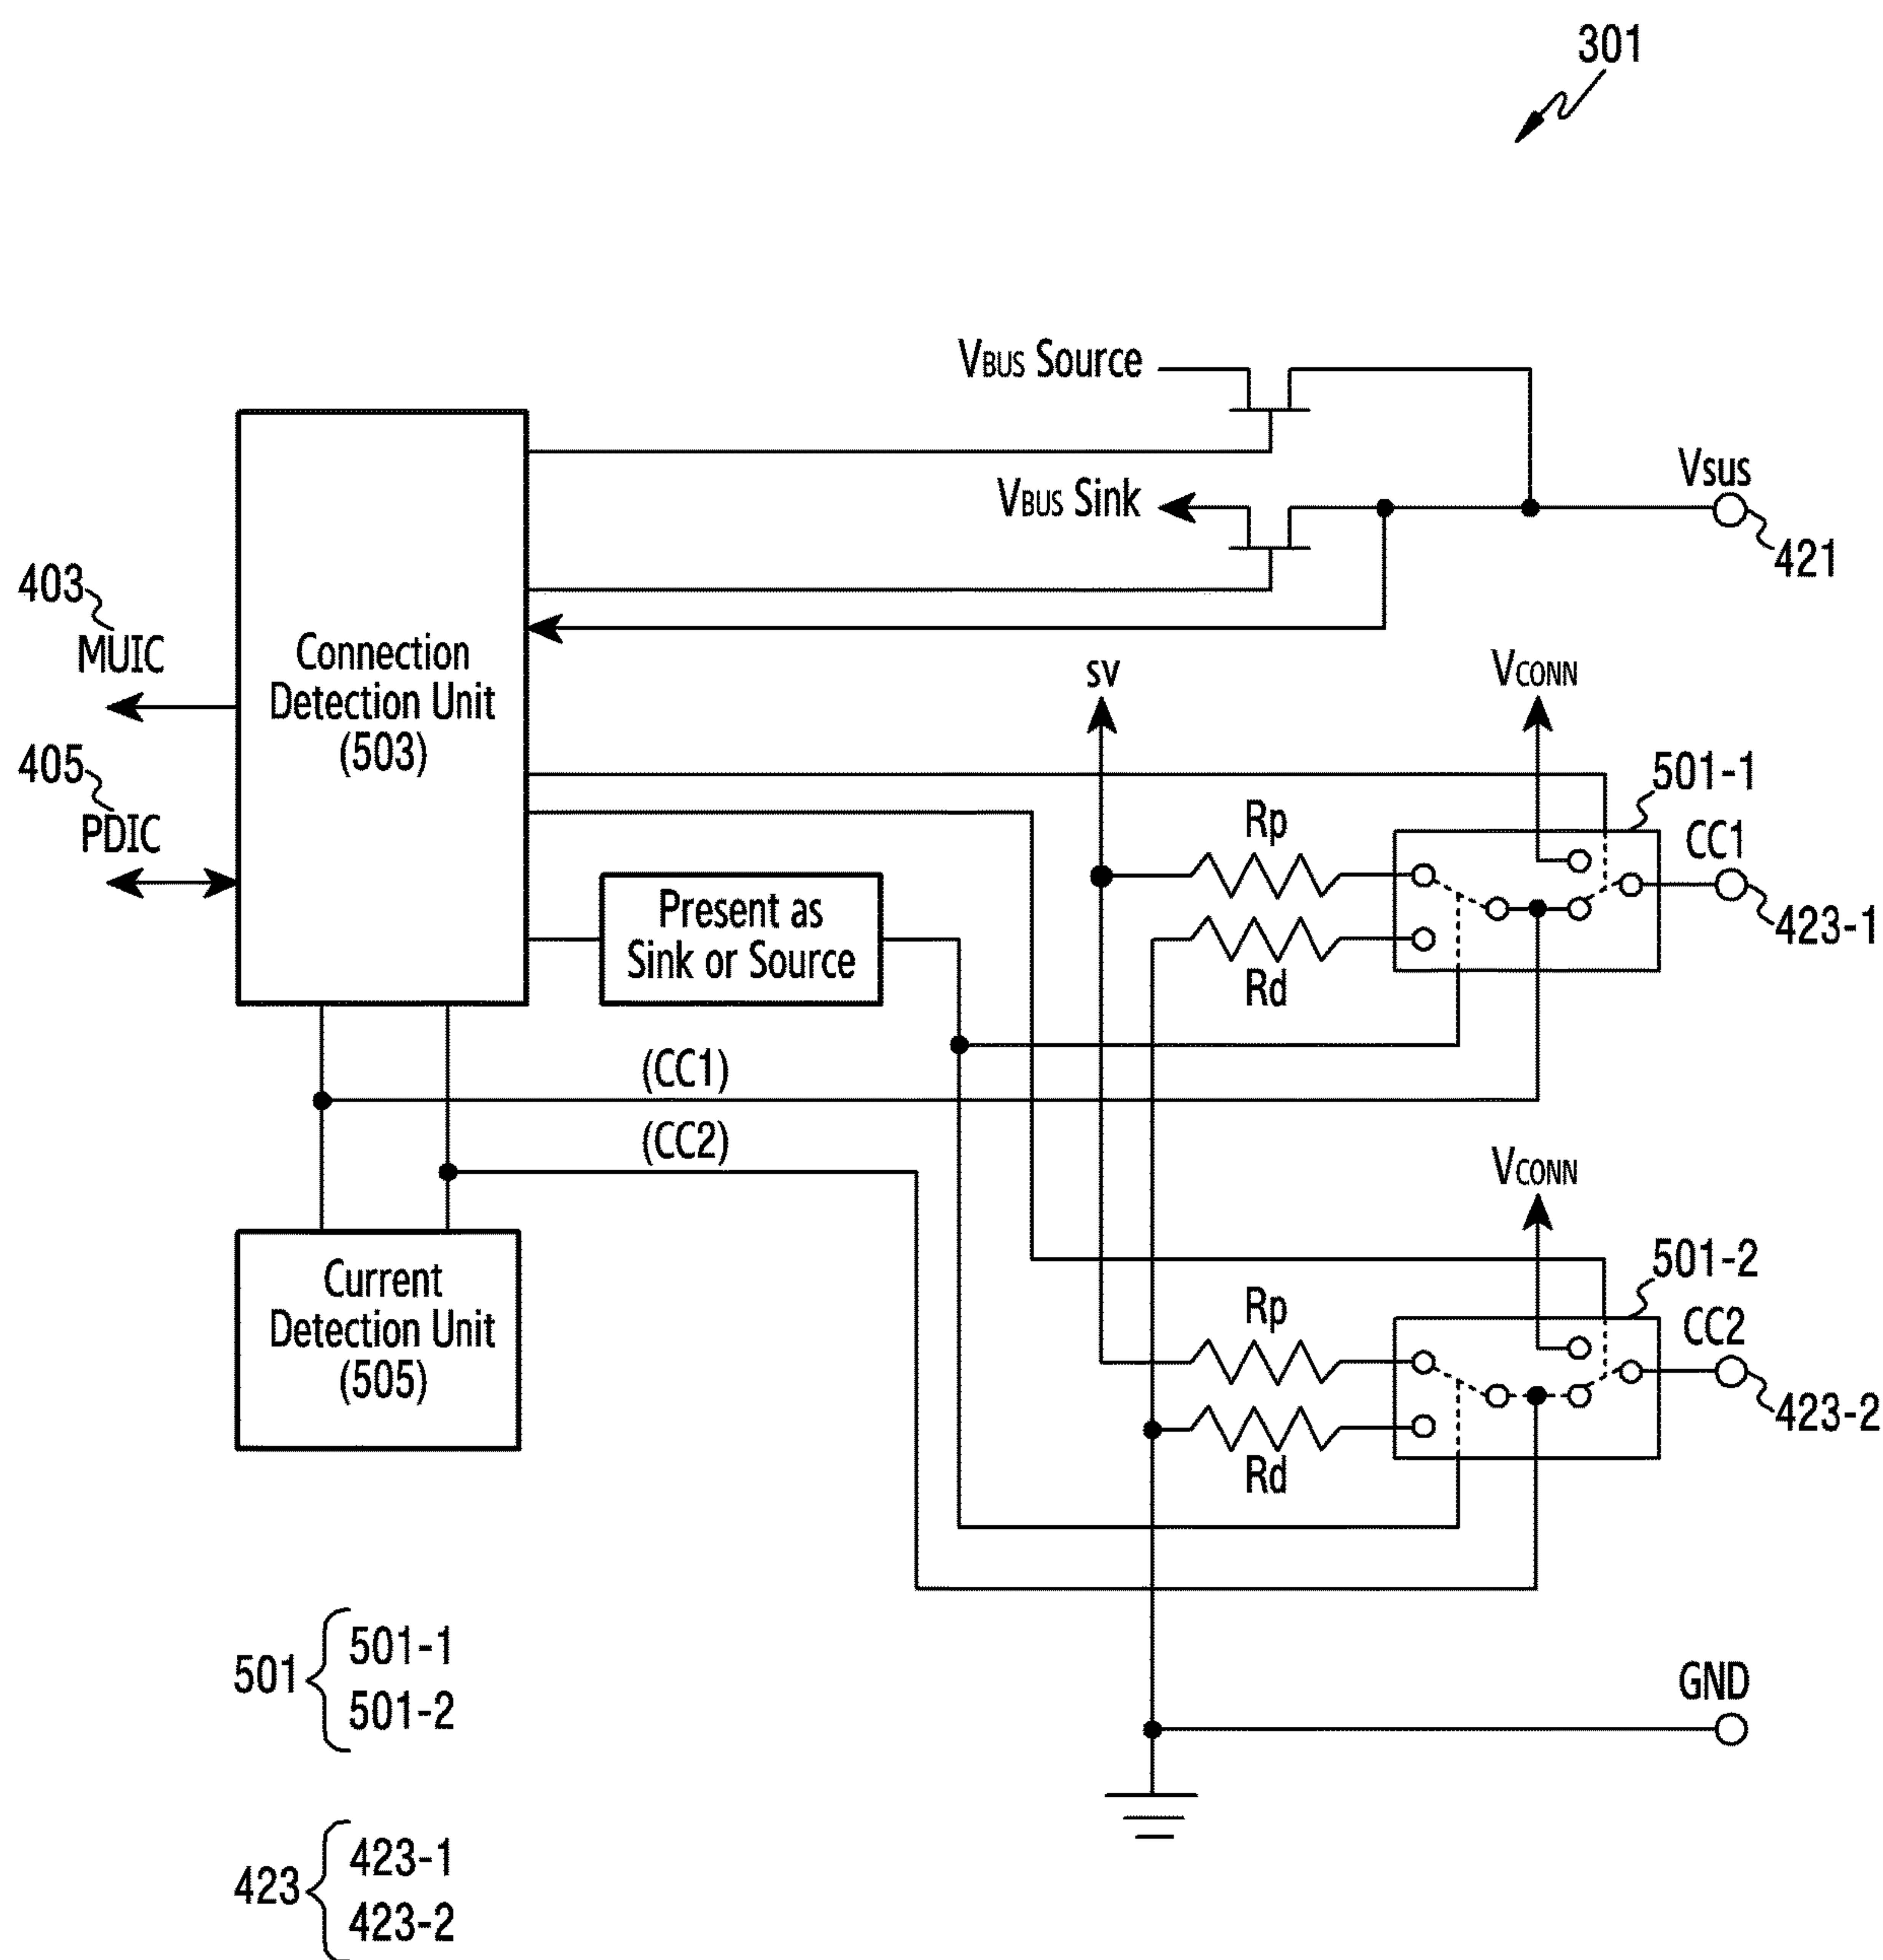 301
VBUS Source
VBUS Sink
Vsus
421
403
MUIC
Connection
Detection Unit
(503)
405
PDIC
sv
VCONN
501-1
Rp
CC1
423-1
Present as
Sink or Source
Rd
(CC1)
(CC2)
VCONN
501-2
Current
Detection Unit
(505)
Rp
CC2
423-2
Rd
501
501-1
501-2
GND
423
423-1
423-2